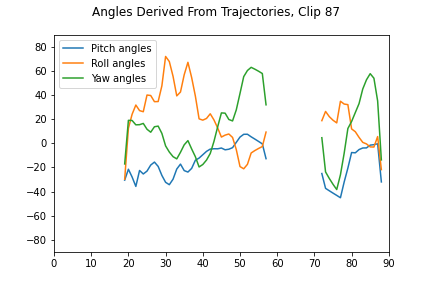 Angles Derived From Trajectories, Clip 87
Pitch angles
Roll angles
Yaw angles
80
60
40
20
0
−20
−40
−60
−80
0 10 20 30 40 50 60 70 80 90